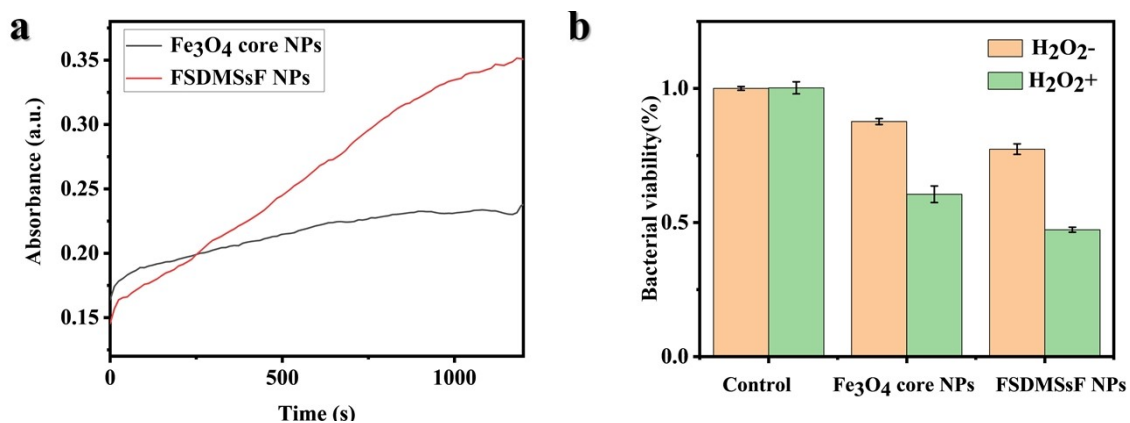 a
Fe3O4 core NPs
FSDMSsF NPs
Absorbance (a.u.)
0.35
0.30
0.25
0.20
0.15
0
500
1000
Time (s)
b
H2O2-
H2O2+
Bacterial viability(%)
1.0
0.5
0.0
Control
Fe3O4 core NPs
FSDMSsF NPs